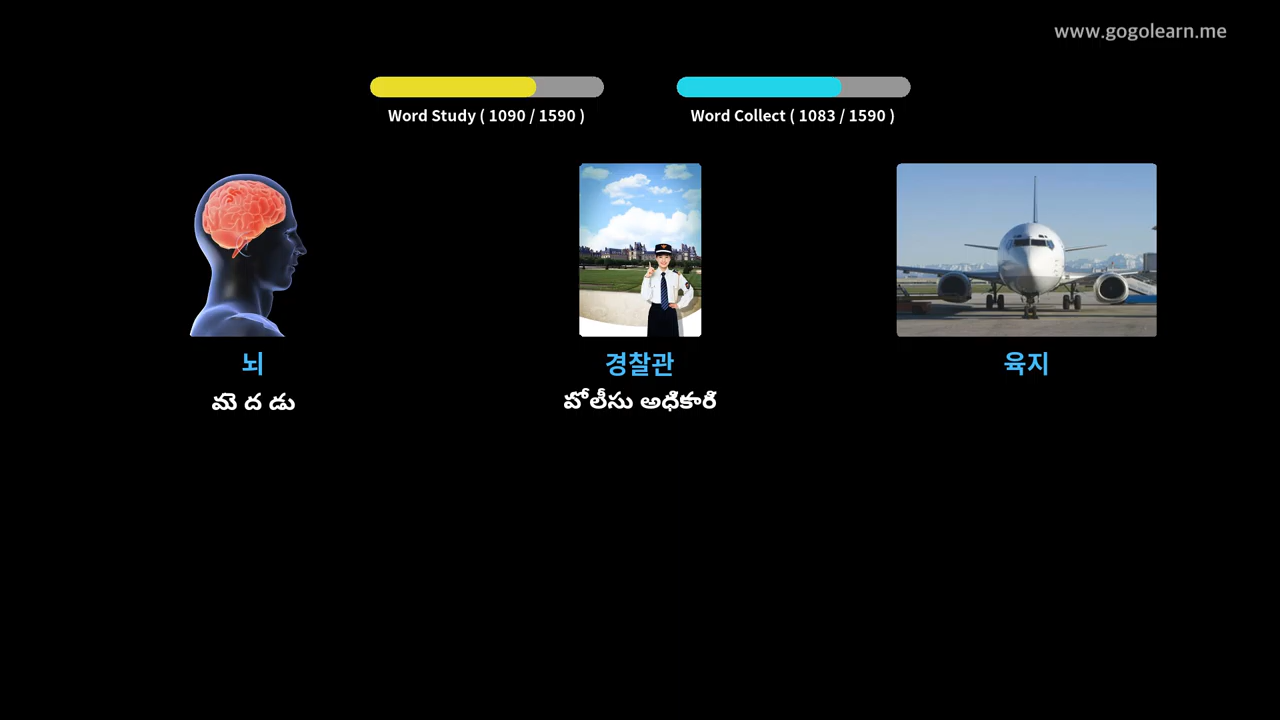 www.gogolearn.me
Word Study ( 1090 / 1590 )
Word Collect ( 1083 / 1590 )
뇌
경찰관
육지
మె ద డు
పోలీసు అధికారి